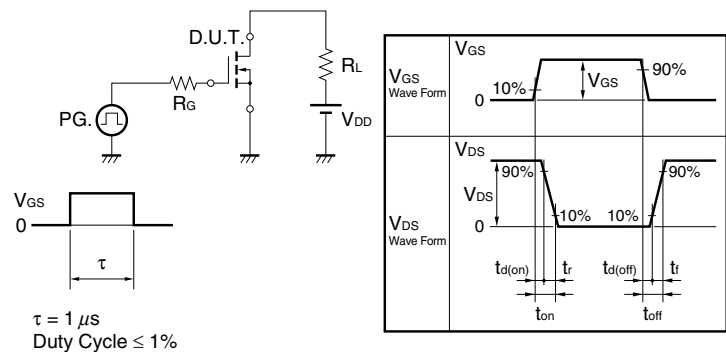 D.U.T.
RL
RG
PG.
VDD
VGS
0
τ
τ = 1 μs
Duty Cycle ≤ 1%
VGS
Wave Form
VGS
10%
VGS
90%
0
VDS
Wave Form
VDS
90%
VDS
90%
10%
10%
0
td(on)
tr
td(off)
tf
ton
toff